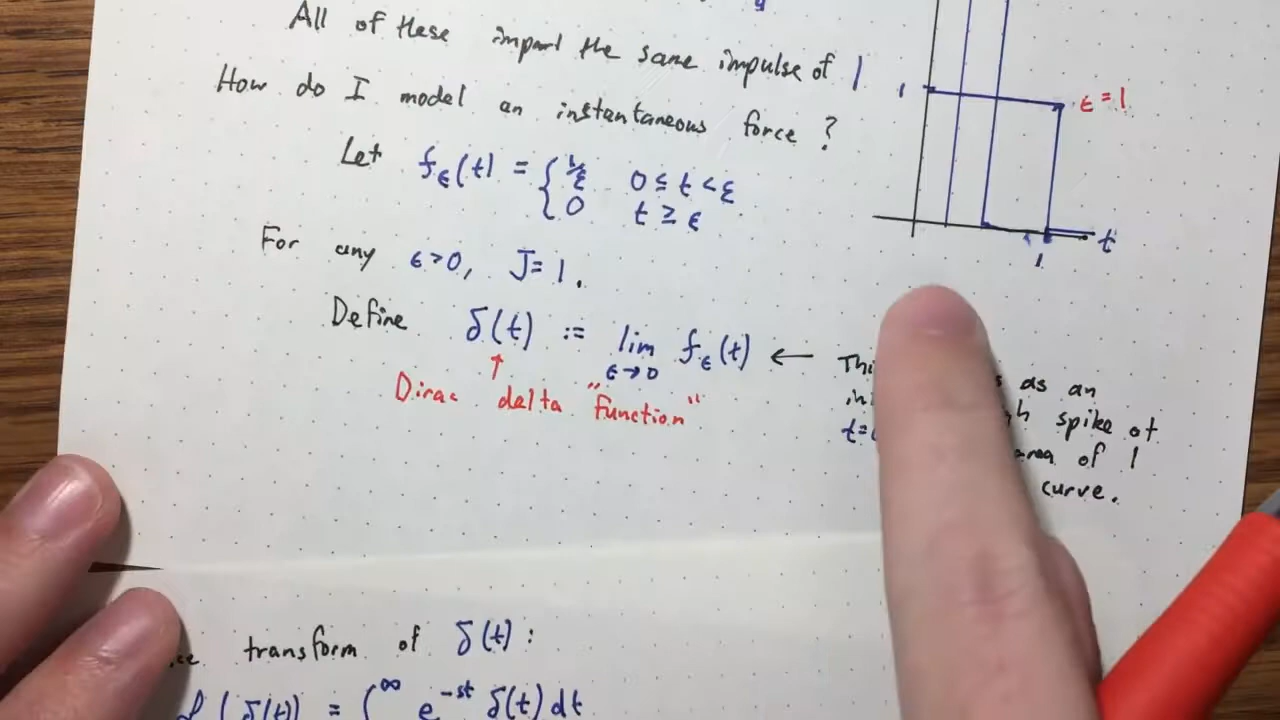 All of these impart the same impulse of 1
How do I model an instantaneous force?
Let f_ε(t) = { 1/ε 0 ≤ t < ε
0 t ≥ ε
For any ε>0, J=1.
Define δ(t) := lim ε→0 f_ε(t) ←
Dirac delta "function"
as an
spike at
area of 1
curve.
transform of δ(t):
ℒ(δ(t)) = ∫^∞ e^-st δ(t) dt
1
ε=1
t
1